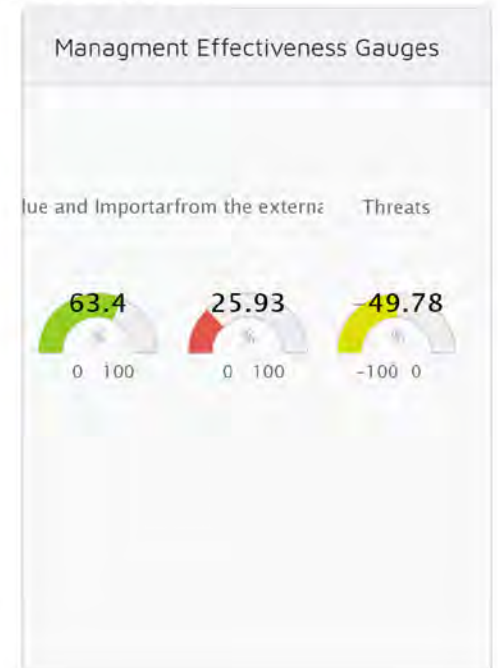 Managment Effectiveness Gauges
lue and Importarfrom the externa Threats
63.4 25.93 -49.78
% % %
0 100 0 100 -100 0